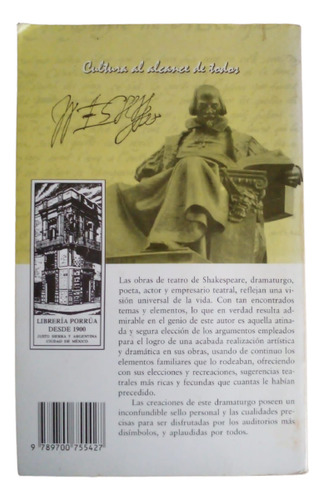 Cultura al alcance de todos
Las obras de teatro de Shakespeare, dramaturgo,
poeta, actor y empresario teatral, reflejan una vi-
sión universal de la vida. Con tan encontrados
temas y elementos, lo que en verdad resulta ad-
mirable en el genio de este autor es aquella atina-
da y segura elección de los argumentos empleados
para el logro de una acabada realización artística
y dramática en sus obras, usando de continuo los
elementos familiares que lo rodeaban, ofreciendo
con sus elecciones y recreaciones, sugerencias tea-
trales más ricas y fecundas que cuantas le habían
precedido.
Las creaciones de este dramaturgo poseen un
inconfundible sello personal y las cualidades pre-
cisas para ser disfrutadas por los auditorios más
disímbolos, y aplaudidas por todos.
LIBRERÍA PORRÚA
DESDE 1900
JUSTO SIERRA Y ARGENTINA
CIUDAD DE MÉXICO
9 789700 755427